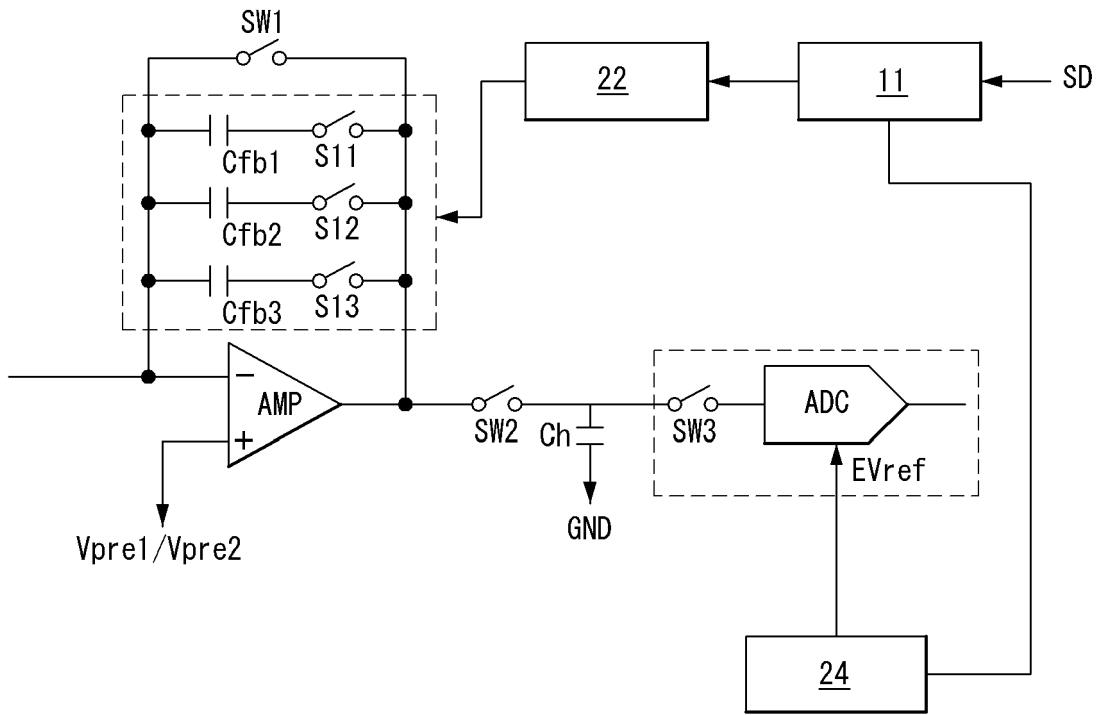 SW1
22
11
SD
Cfb1
S11
Cfb2
S12
Cfb3
S13
−
AMP
+
SW2
Ch
SW3
ADC
EVref
GND
Vpre1/Vpre2
24